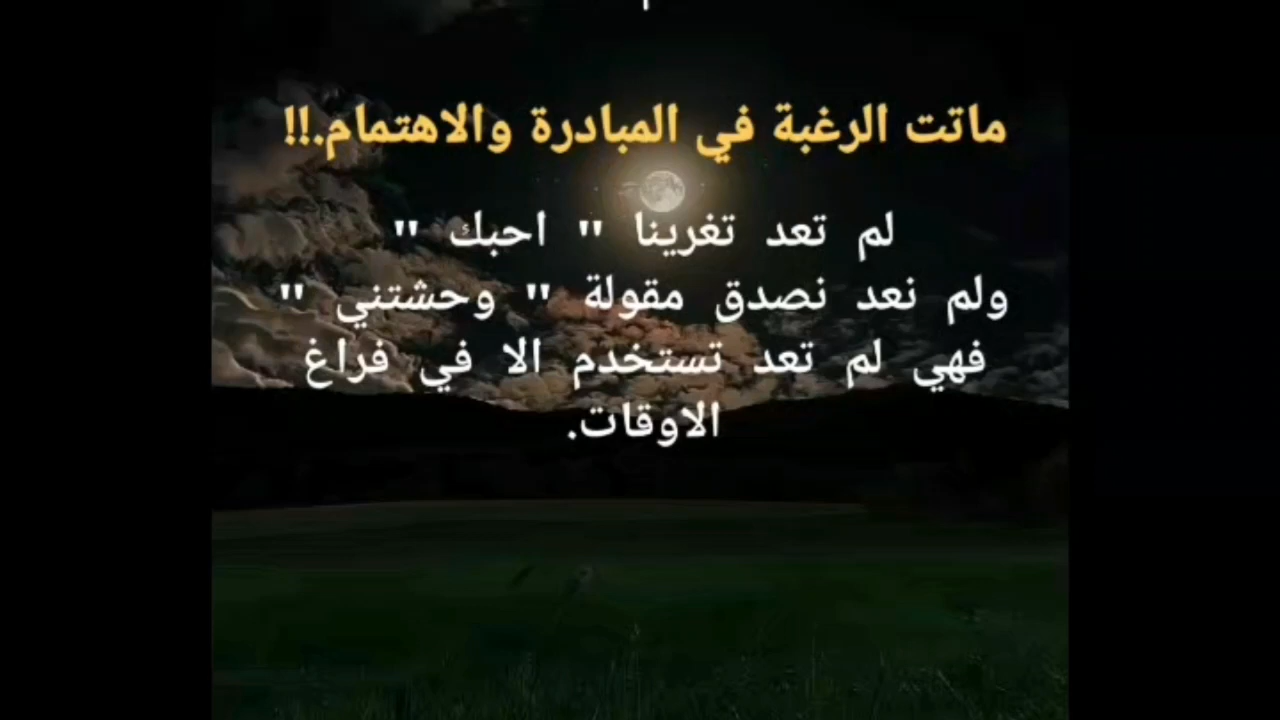 ماتت الرغبة في المبادرة والاهتمام.!!
لم تعد تغرينا " احبك "
ولم نعد نصدق مقولة " وحشتني "
فهي لم تعد تستخدم الا في فراغ
الاوقات.